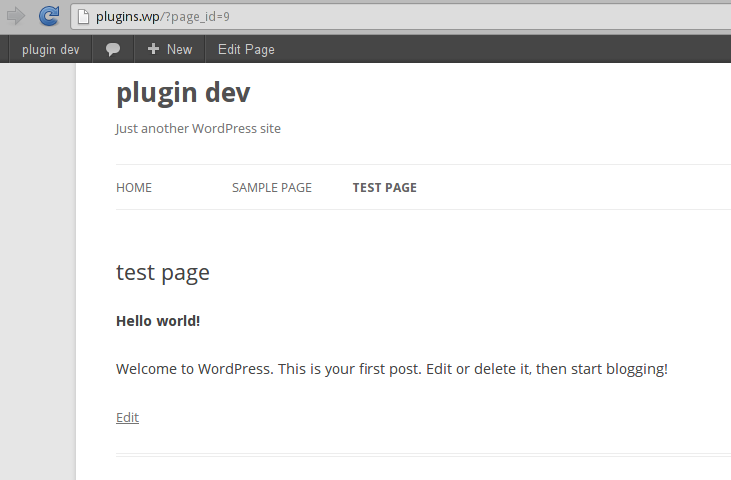 plugins.wp/?page_id=9
plugin dev + New Edit Page
plugin dev
Just another WordPress site
HOME SAMPLE PAGE TEST PAGE
test page
Hello world!
Welcome to WordPress. This is your first post. Edit or delete it, then start blogging!
Edit